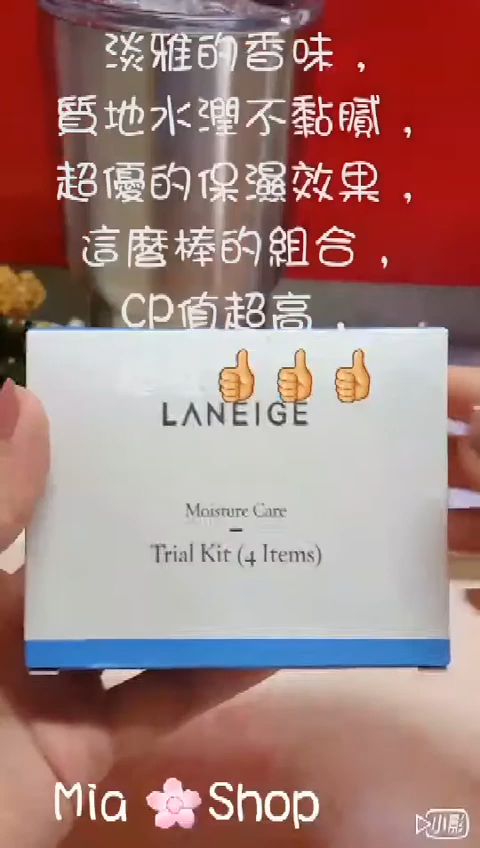 淡雅的香味，
質地水潤不黏膩，
超優的保濕效果，
這麼棒的組合，
CP值超高，
LANEIGE
Moisture Care
Trial Kit (4 Items)
Mia 🌸 Shop
小影